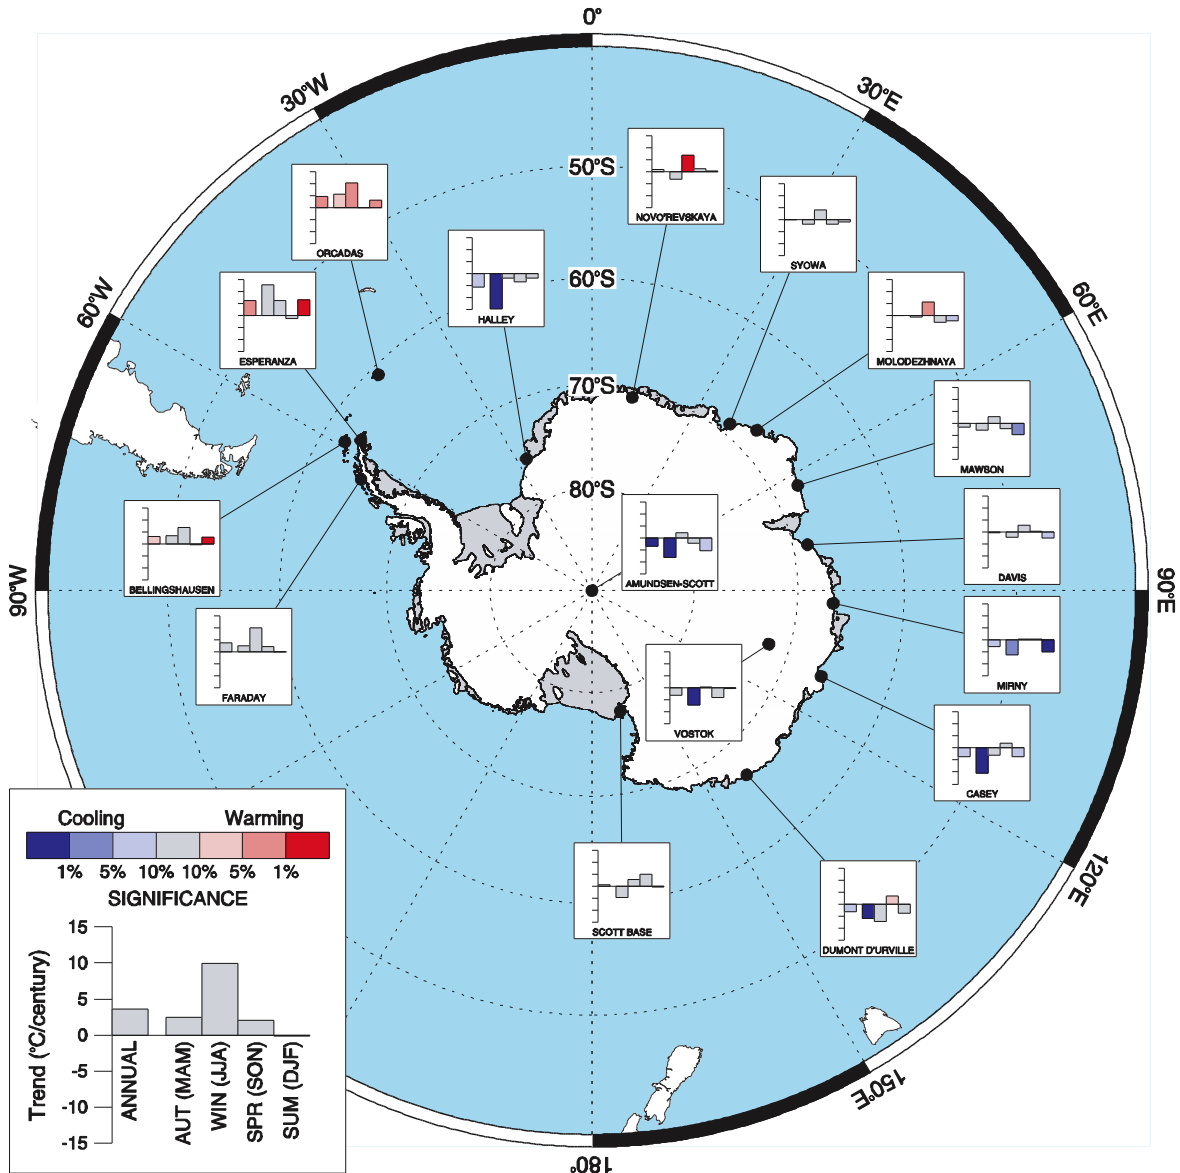 0°
30°W
30°E
50°S
NOVO'REVSKAYA
ORCADAS
SYOWA
60°W
60°S
60°E
HALLEY
ESPERANZA
MOLODEZHNAYA
70°S
MAWSON
80°S
AMUNDSEN-SCOTT
DAVIS
BELLINGSHAUSEN
90°W
90°E
FARADAY
MIRNY
VOSTOK
CASEY
120°E
SCOTT BASE
DUMONT D'URVILLE
150°E
180°
Cooling Warming
1% 5% 10% 10% 5% 1%
SIGNIFICANCE
Trend (°C/century)
15
10
5
0
-5
-10
-15
ANNUAL
AUT (MAM)
WIN (JJA)
SPR (SON)
SUM (DJF)